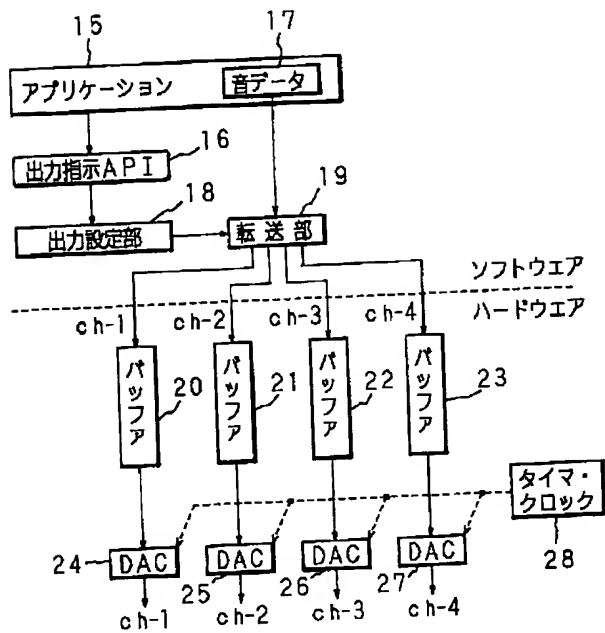 15
17
アプリケーション
音データ
16
出力指示API
18
19
出力設定部
転送部
ソフトウエア
ハードウエア
ch-1
ch-2
ch-3
ch-4
バッファ
20
バッファ
21
バッファ
22
バッファ
23
タイマ・
クロック
28
24
DAC
25
DAC
26
DAC
27
DAC
ch-1
ch-2
ch-3
ch-4